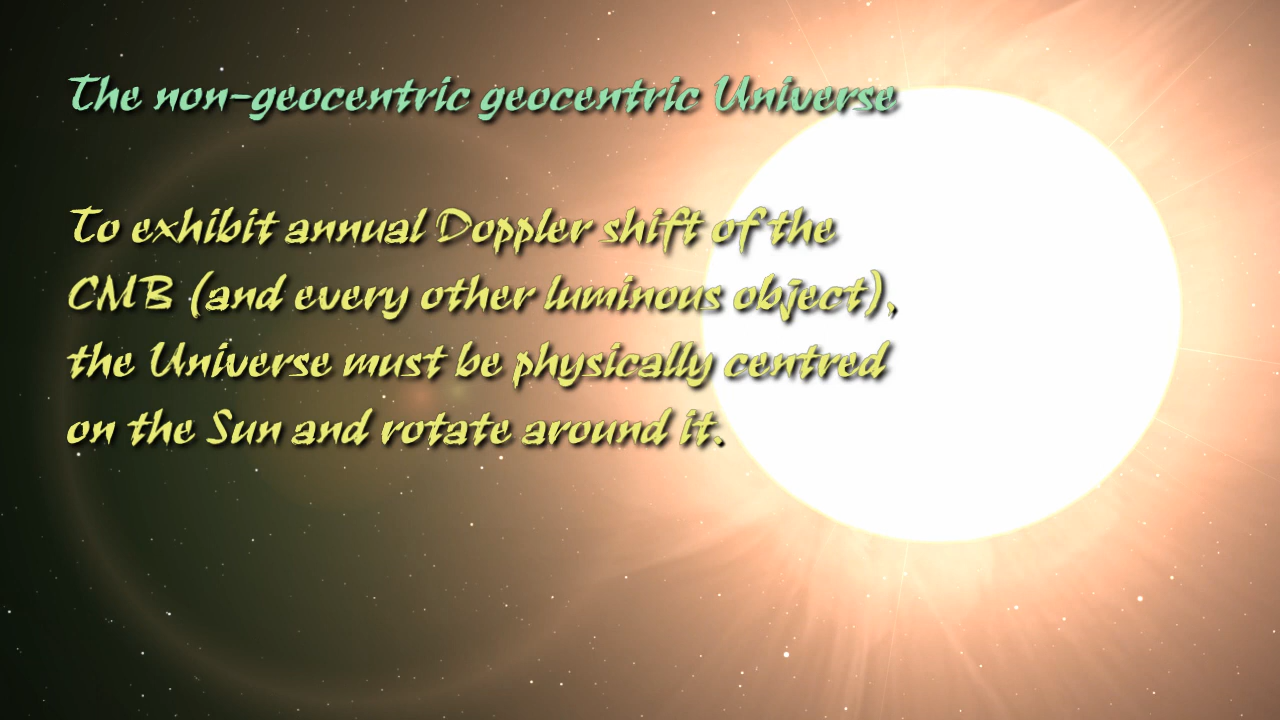 The non-geocentric geocentric Universe
To exhibit annual Doppler shift of the
CMB (and every other luminous object),
the Universe must be physically centred
on the Sun and rotate around it.